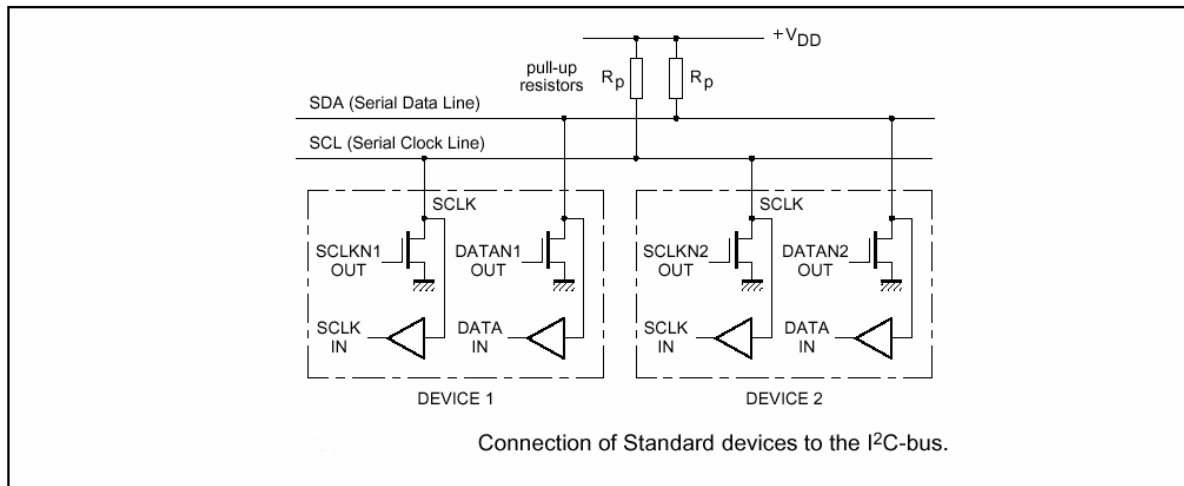 +VDD
pull-up
resistors
Rp
Rp
SDA (Serial Data Line)
SCL (Serial Clock Line)
SCLK
SCLKN1
OUT
DATAN1
OUT
SCLK
IN
DATA
IN
DEVICE 1
SCLK
SCLKN2
OUT
DATAN2
OUT
SCLK
IN
DATA
IN
DEVICE 2
Connection of Standard devices to the I²C-bus.